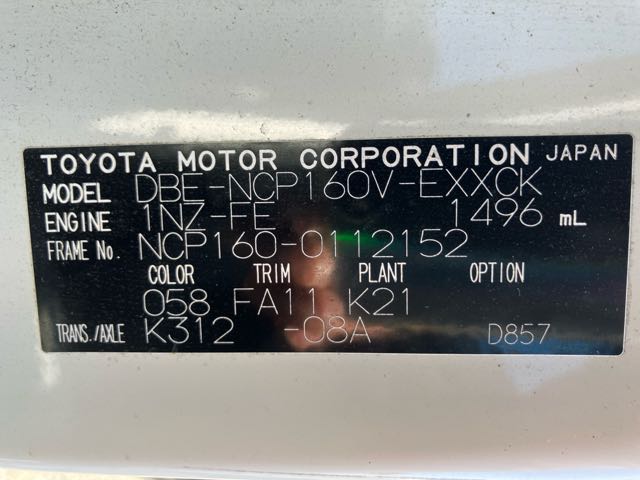 TOYOTA MOTOR CORPORATION JAPAN
MODEL DBE-NCP160V-EXXCK
ENGINE 1NZ-FE 1496 mL
FRAME No. NCP160-0112152
COLOR TRIM PLANT OPTION
058 FA11 K21
TRANS./AXLE K312 -08A D857